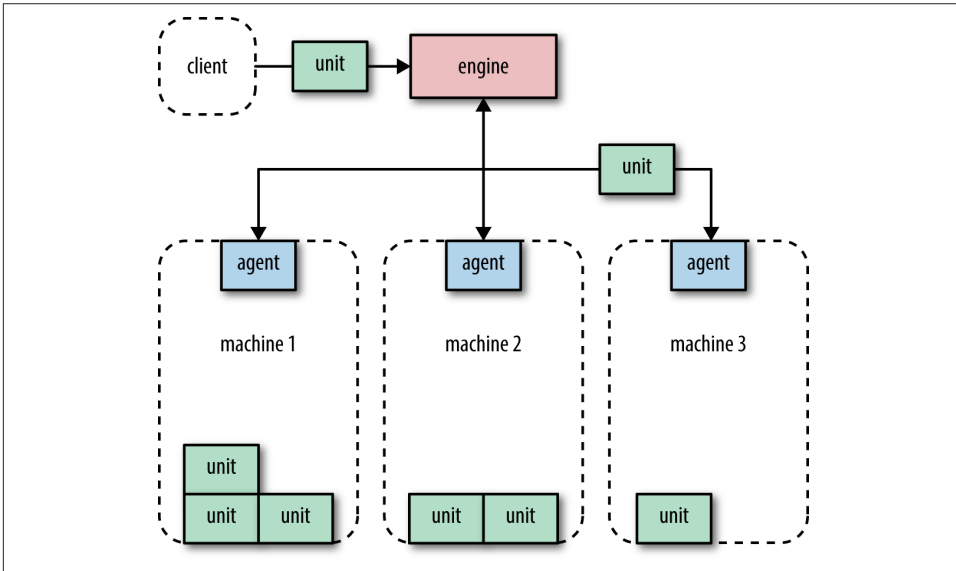 client
unit
engine
unit
agent
agent
agent
machine 1
machine 2
machine 3
unit
unit
unit
unit
unit
unit